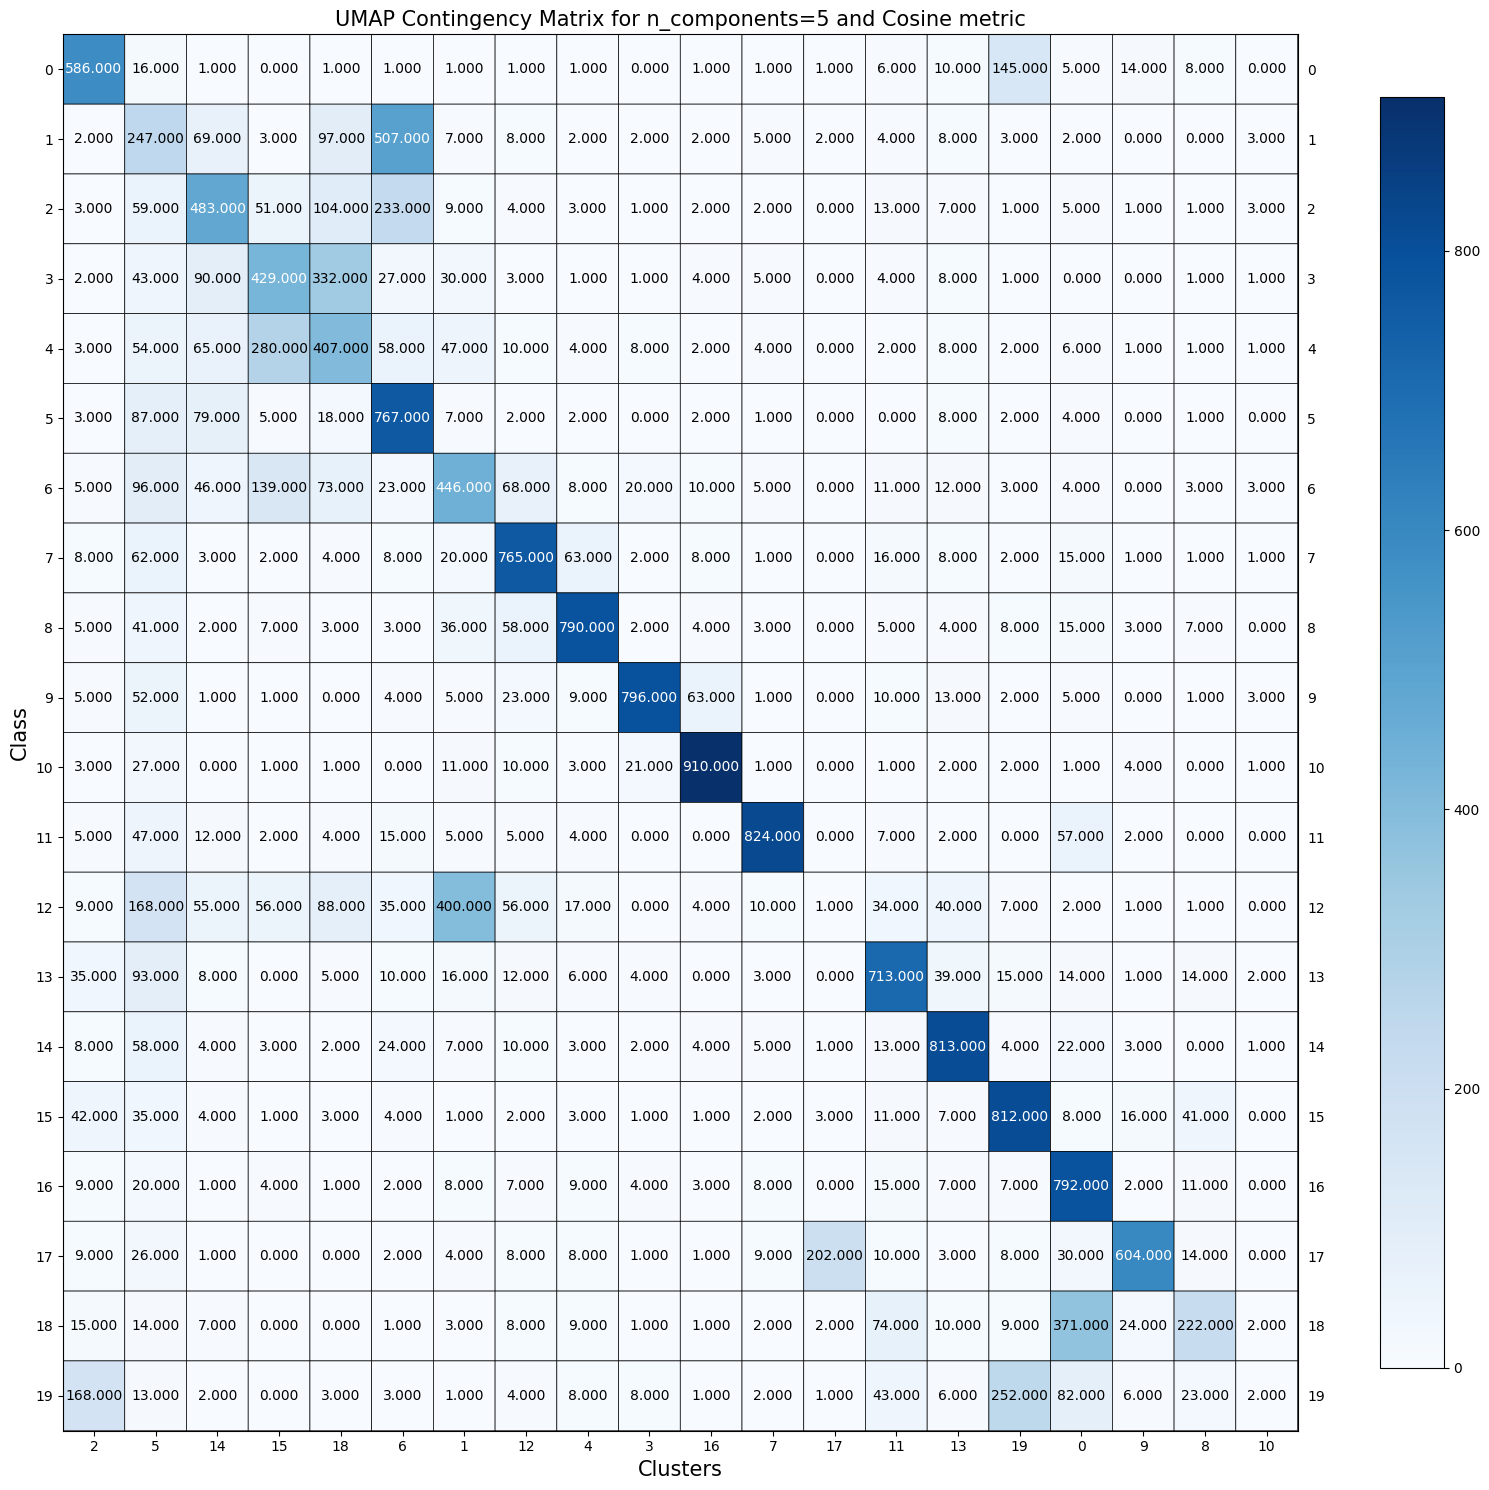 UMAP Contingency Matrix for n_components=5 and Cosine metric
0 586.000 16.000 1.000 0.000 1.000 1.000 1.000 1.000 1.000 0.000 1.000 1.000 1.000 6.000 10.000 145.000 5.000 14.000 8.000 0.000 0
1 2.000 247.000 69.000 3.000 97.000 507.000 7.000 8.000 2.000 2.000 2.000 5.000 2.000 4.000 8.000 3.000 2.000 0.000 0.000 3.000 1
2 3.000 59.000 483.000 51.000 104.000 233.000 9.000 4.000 3.000 1.000 2.000 2.000 0.000 13.000 7.000 1.000 5.000 1.000 1.000 3.000 2
3 2.000 43.000 90.000 429.000 332.000 27.000 30.000 3.000 1.000 1.000 4.000 5.000 0.000 4.000 8.000 1.000 0.000 0.000 1.000 1.000 3
800
4 3.000 54.000 65.000 280.000 407.000 58.000 47.000 10.000 4.000 8.000 2.000 4.000 0.000 2.000 8.000 2.000 6.000 1.000 1.000 1.000 4
5 3.000 87.000 79.000 5.000 18.000 767.000 7.000 2.000 2.000 0.000 2.000 1.000 0.000 0.000 8.000 2.000 4.000 0.000 1.000 0.000 5
6 5.000 96.000 46.000 139.000 73.000 23.000 446.000 68.000 8.000 20.000 10.000 5.000 0.000 11.000 12.000 3.000 4.000 0.000 3.000 3.000 6
600
7 8.000 62.000 3.000 2.000 4.000 8.000 20.000 765.000 63.000 2.000 8.000 1.000 0.000 16.000 8.000 2.000 15.000 1.000 1.000 1.000 7
8 5.000 41.000 2.000 7.000 3.000 3.000 36.000 58.000 790.000 2.000 4.000 3.000 0.000 5.000 4.000 8.000 15.000 3.000 7.000 0.000 8
9 5.000 52.000 1.000 1.000 0.000 4.000 5.000 23.000 9.000 796.000 63.000 1.000 0.000 10.000 13.000 2.000 5.000 0.000 1.000 3.000 9
Class
10 3.000 27.000 0.000 1.000 1.000 0.000 11.000 10.000 3.000 21.000 910.000 1.000 0.000 1.000 2.000 2.000 1.000 4.000 0.000 1.000 10
400
11 5.000 47.000 12.000 2.000 4.000 15.000 5.000 5.000 4.000 0.000 0.000 824.000 0.000 7.000 2.000 0.000 57.000 2.000 0.000 0.000 11
12 9.000 168.000 55.000 56.000 88.000 35.000 400.000 56.000 17.000 0.000 4.000 10.000 1.000 34.000 40.000 7.000 2.000 1.000 1.000 0.000 12
13 35.000 93.000 8.000 0.000 5.000 10.000 16.000 12.000 6.000 4.000 0.000 3.000 0.000 713.000 39.000 15.000 14.000 1.000 14.000 2.000 13
14 8.000 58.000 4.000 3.000 2.000 24.000 7.000 10.000 3.000 2.000 4.000 5.000 1.000 13.000 813.000 4.000 22.000 3.000 0.000 1.000 14
200
15 42.000 35.000 4.000 1.000 3.000 4.000 1.000 2.000 3.000 1.000 1.000 2.000 3.000 11.000 7.000 812.000 8.000 16.000 41.000 0.000 15
16 9.000 20.000 1.000 4.000 1.000 2.000 8.000 7.000 9.000 4.000 3.000 8.000 0.000 15.000 7.000 7.000 792.000 2.000 11.000 0.000 16
17 9.000 26.000 1.000 0.000 0.000 2.000 4.000 8.000 8.000 1.000 1.000 9.000 202.000 10.000 3.000 8.000 30.000 604.000 14.000 0.000 17
18 15.000 14.000 7.000 0.000 0.000 1.000 3.000 8.000 9.000 1.000 1.000 2.000 2.000 74.000 10.000 9.000 371.000 24.000 222.000 2.000 18
0
19 168.000 13.000 2.000 0.000 3.000 3.000 1.000 4.000 8.000 8.000 1.000 2.000 1.000 43.000 6.000 252.000 82.000 6.000 23.000 2.000 19
2 5 14 15 18 6 1 12 4 3 16 7 17 11 13 19 0 9 8 10
Clusters